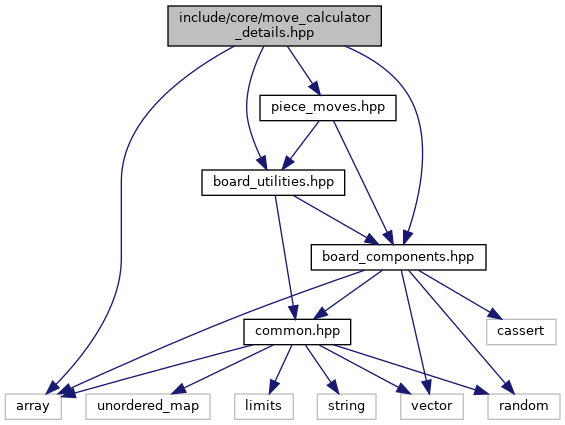 include/core/move_calculator
_details.hpp
piece_moves.hpp
board_utilities.hpp
board_components.hpp
common.hpp
cassert
array
unordered_map
limits
string
vector
random